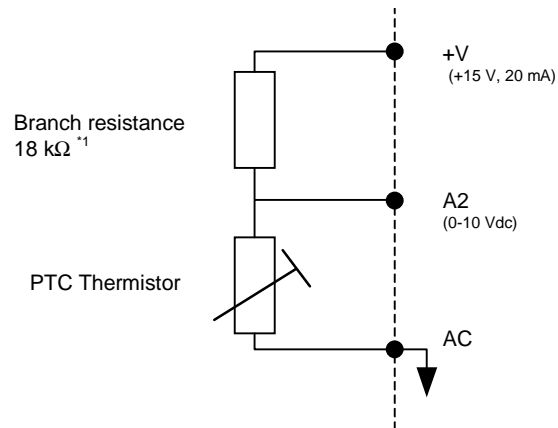 +V
(+15 V, 20 mA)
Branch resistance
18 kΩ *1
A2
(0-10 Vdc)
PTC Thermistor
AC